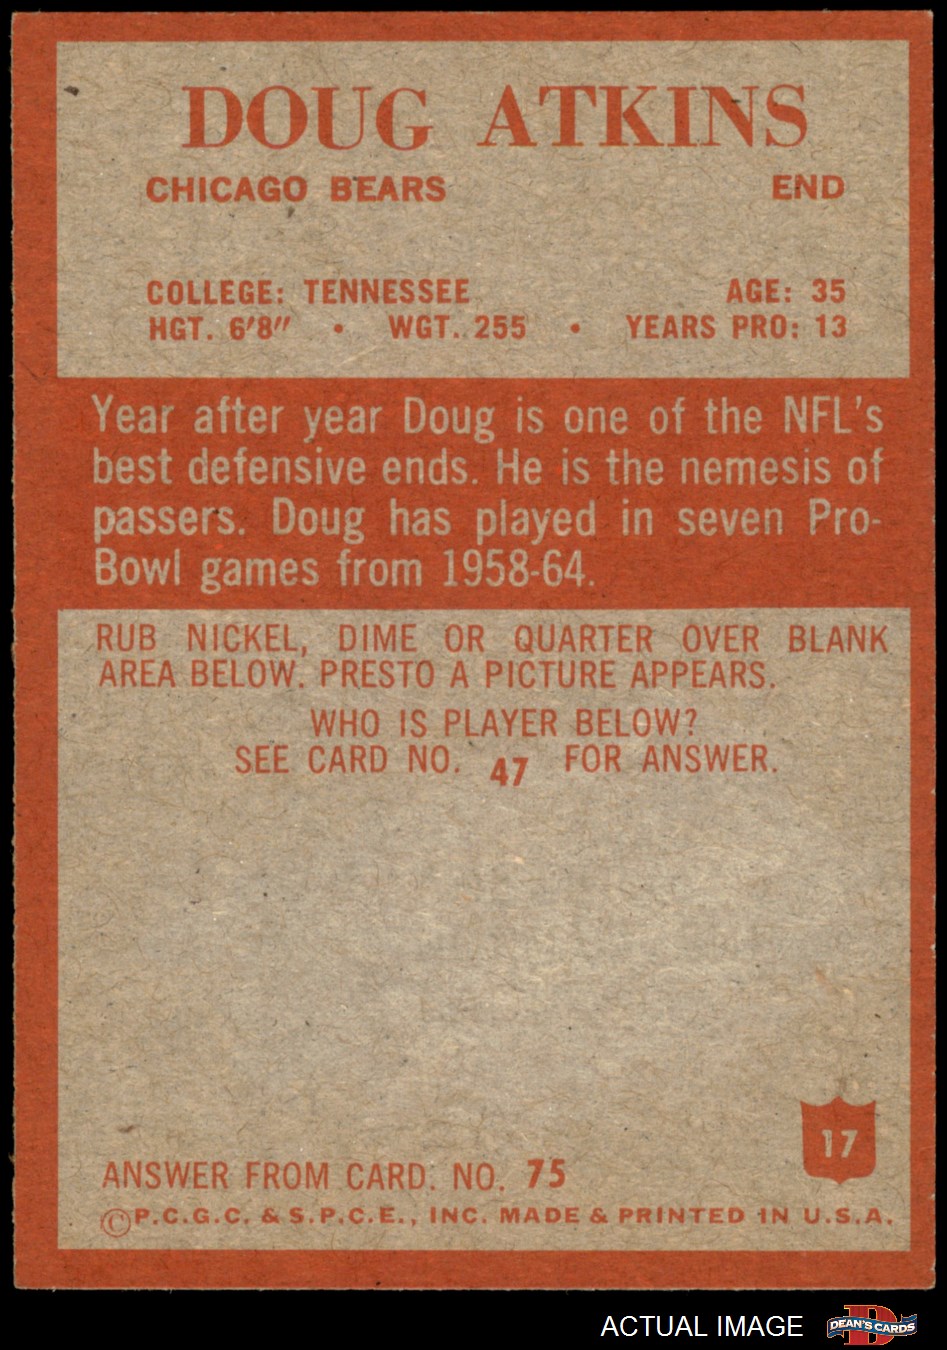 DOUG ATKINS
CHICAGO BEARS END
COLLEGE: TENNESSEE AGE: 35
HGT. 6'8" • WGT. 255 • YEARS PRO: 13
Year after year Doug is one of the NFL's
best defensive ends. He is the nemesis of
passers. Doug has played in seven Pro-
Bowl games from 1958-64.
RUB NICKEL, DIME OR QUARTER OVER BLANK
AREA BELOW. PRESTO A PICTURE APPEARS.
WHO IS PLAYER BELOW?
SEE CARD NO. 47 FOR ANSWER.
17
ANSWER FROM CARD. NO. 75
©P.C.G.C. & S.P.C.E., INC. MADE & PRINTED IN U.S.A.
ACTUAL IMAGE
D
DEAN'S CARDS